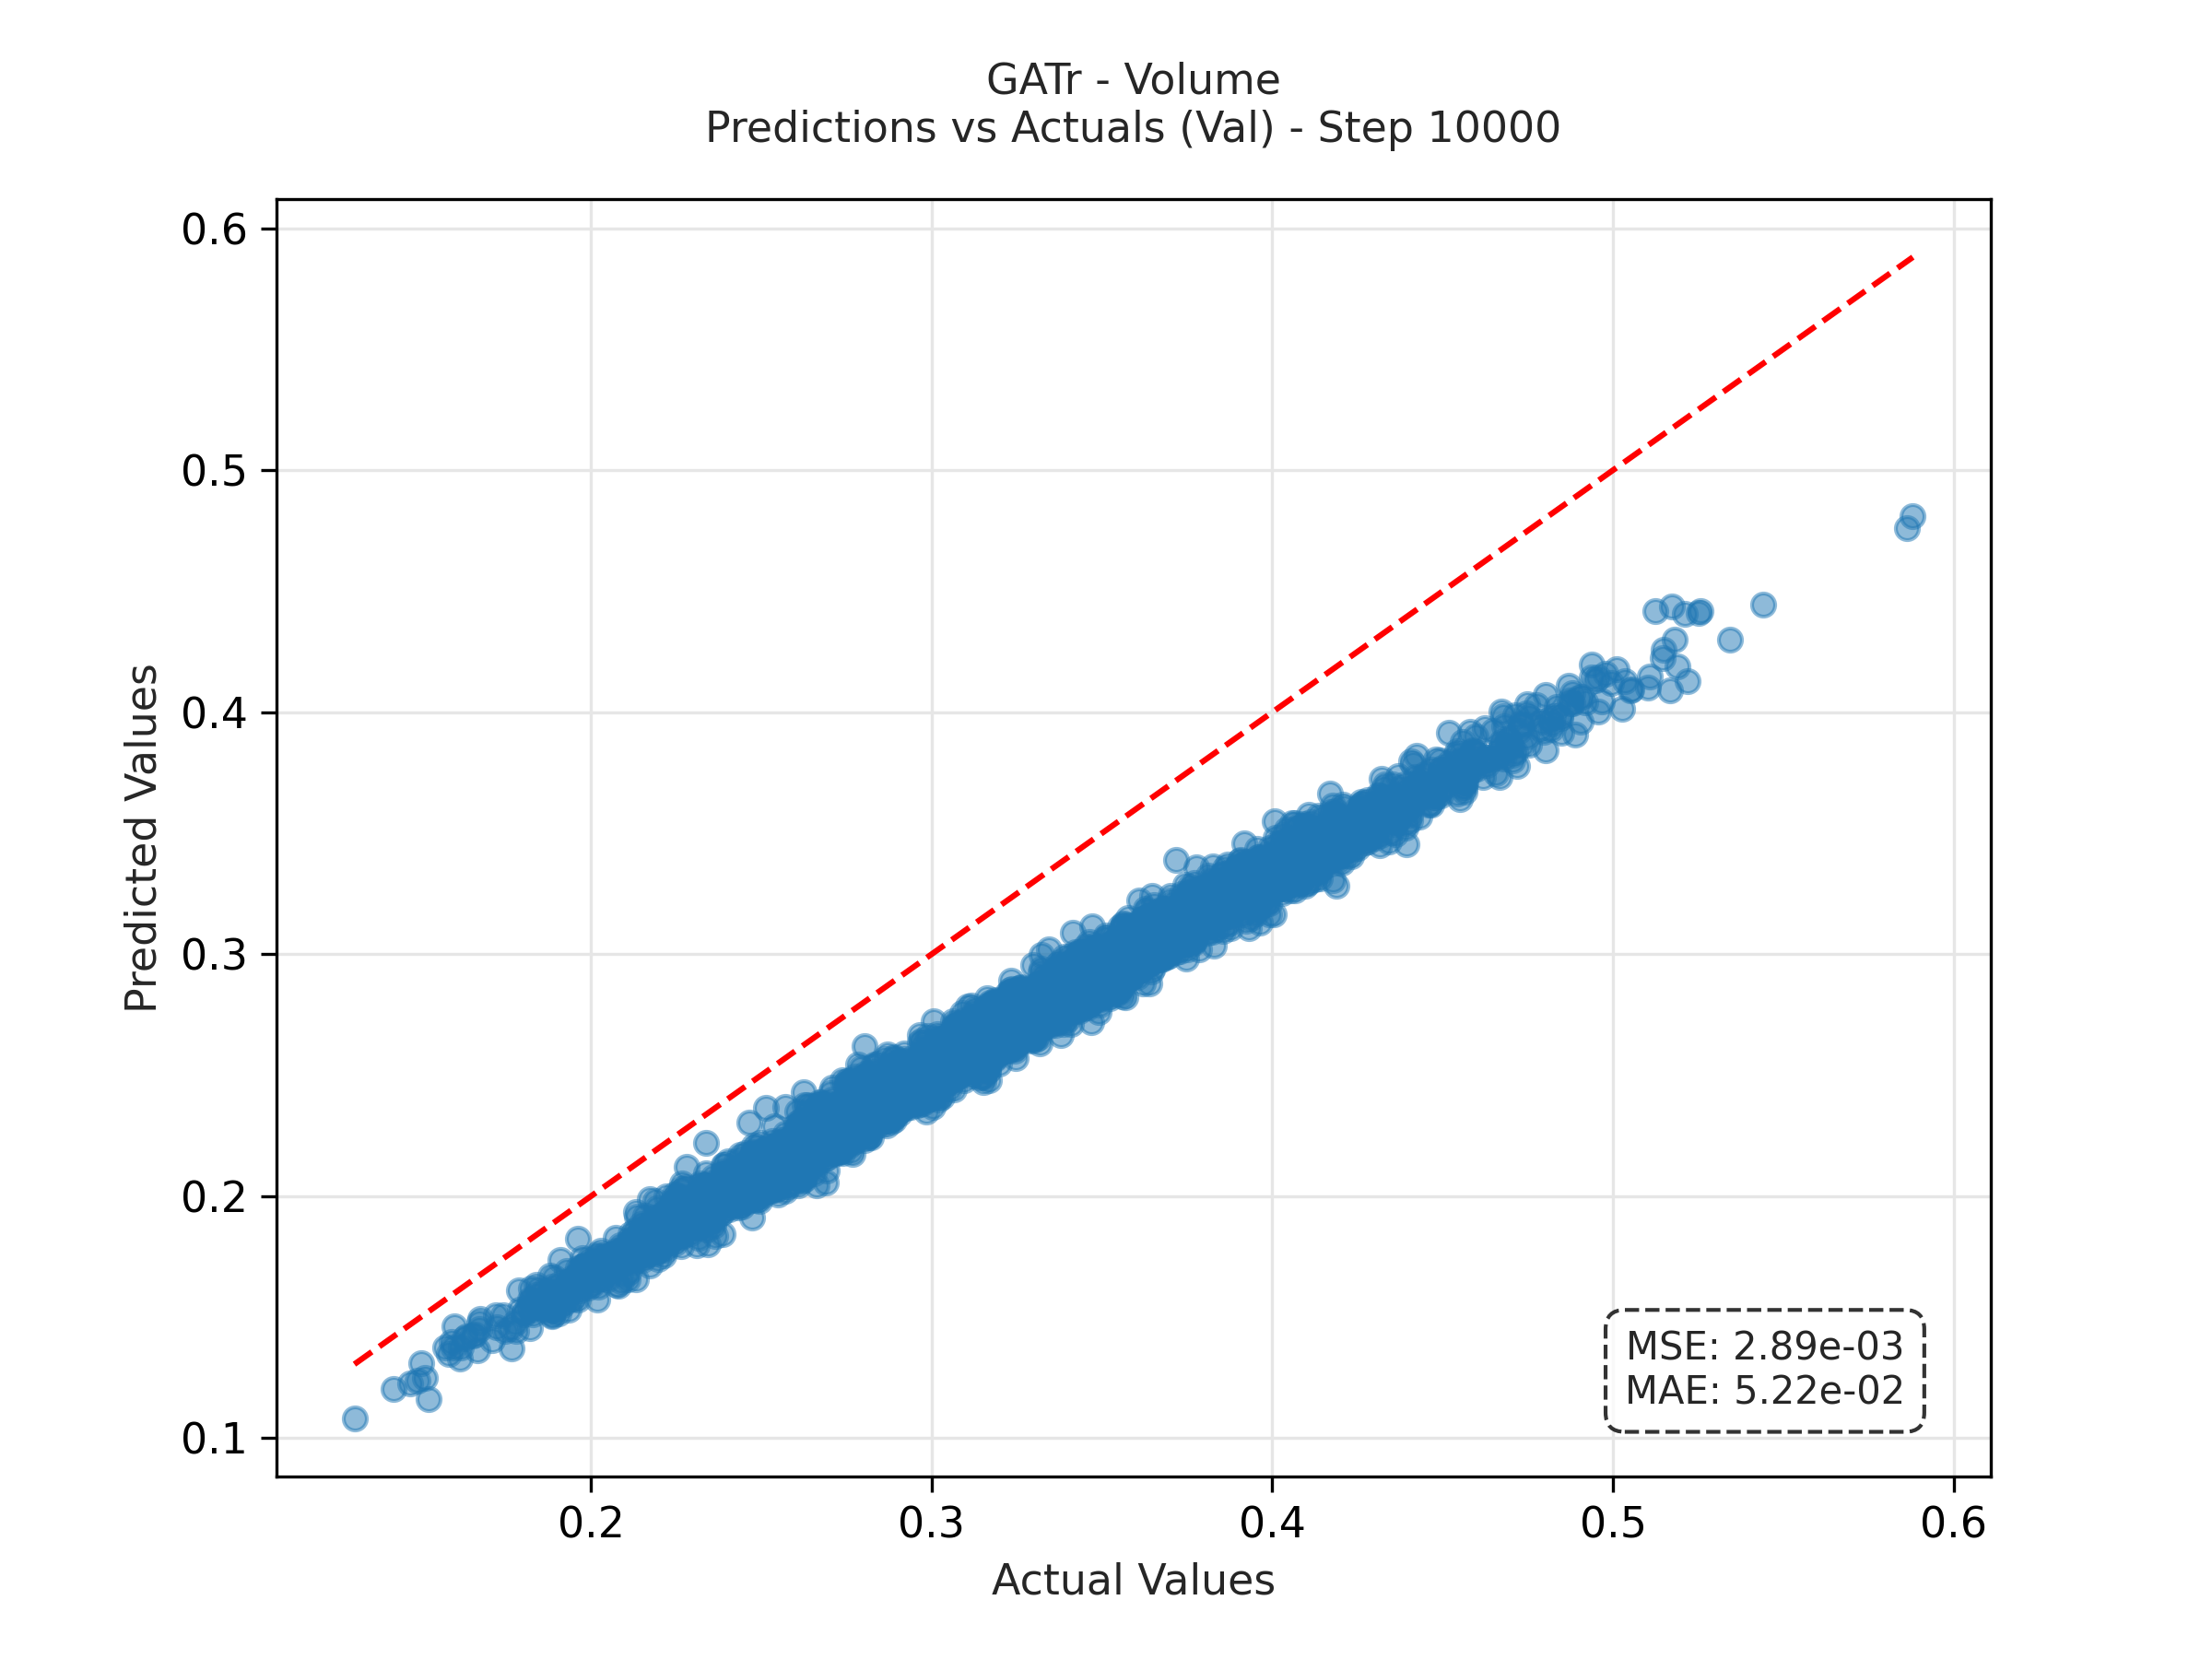 GATr - Volume
Predictions vs Actuals (Val) - Step 10000
0.6
0.5
0.4
0.3
0.2
0.1
Predicted Values
MSE: 2.89e-03
MAE: 5.22e-02
0.2 0.3 0.4 0.5 0.6
Actual Values